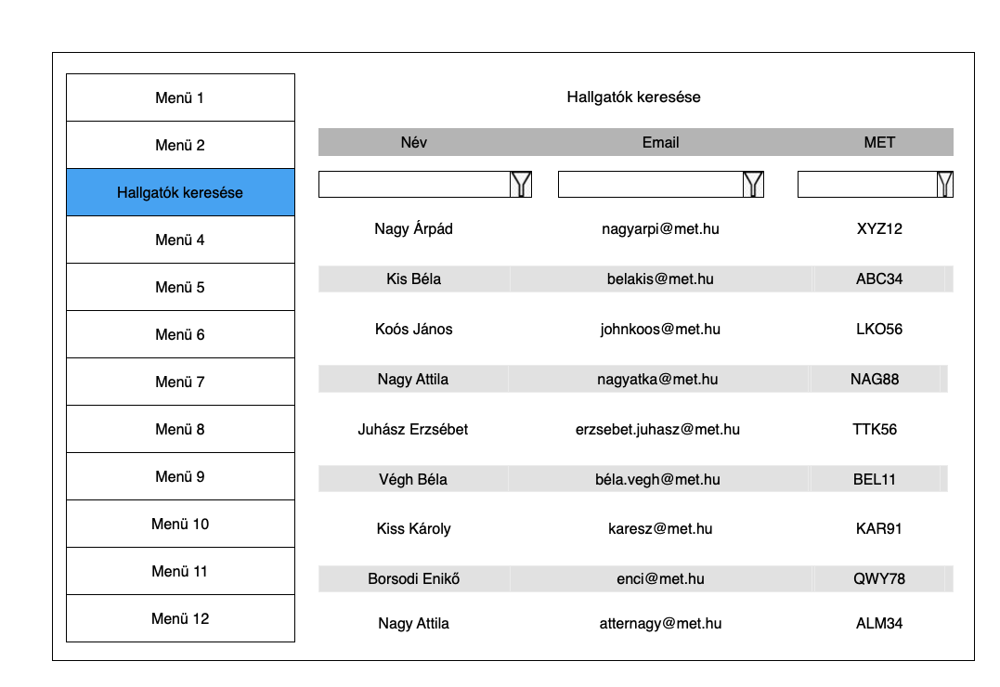 Menü 1
Menü 2
Hallgatók keresése
Menü 4
Menü 5
Menü 6
Menü 7
Menü 8
Menü 9
Menü 10
Menü 11
Menü 12
Hallgatók keresése
Név Email MET
Nagy Árpád nagyarpi@met.hu XYZ12
Kis Béla belakis@met.hu ABC34
Koós János johnkoos@met.hu LKO56
Nagy Attila nagyatka@met.hu NAG88
Juhász Erzsébet erzsebet.juhasz@met.hu TTK56
Végh Béla béla.vegh@met.hu BEL11
Kiss Károly karesz@met.hu KAR91
Borsodi Enikő enci@met.hu QWY78
Nagy Attila atternagy@met.hu ALM34